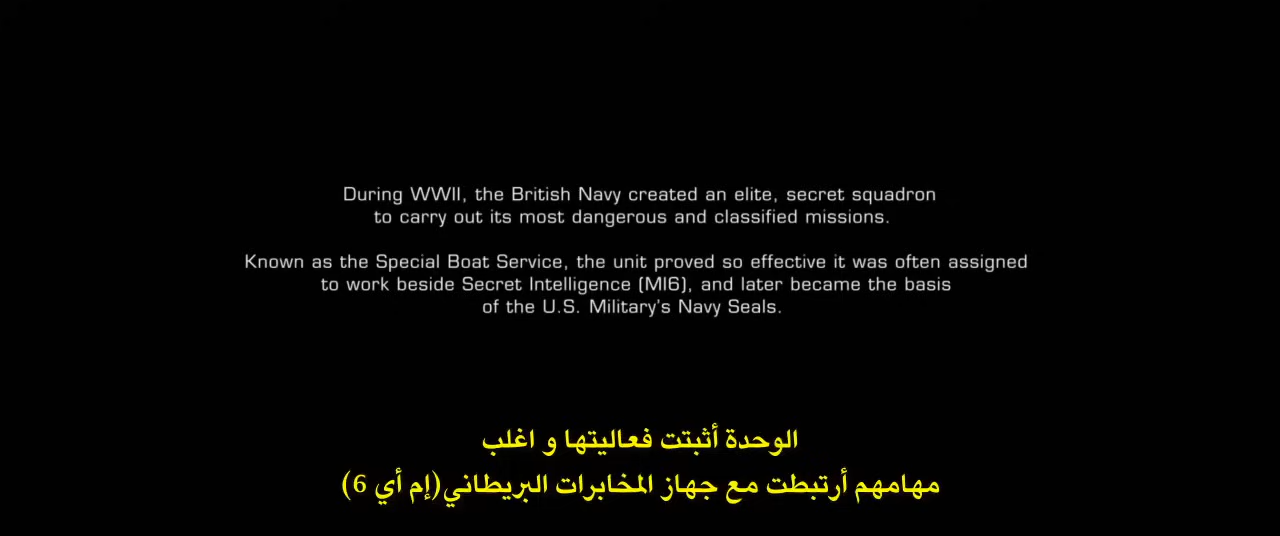 During WWII, the British Navy created an elite, secret squadron
to carry out its most dangerous and classified missions.
Known as the Special Boat Service, the unit proved so effective it was often assigned
to work beside Secret Intelligence (MI6), and later became the basis
of the U.S. Military's Navy Seals.
الوحدة أثبتت فعاليتها و اغلب
مهامهم أرتبطت مع جهاز المخابرات البريطاني(إم أي 6)